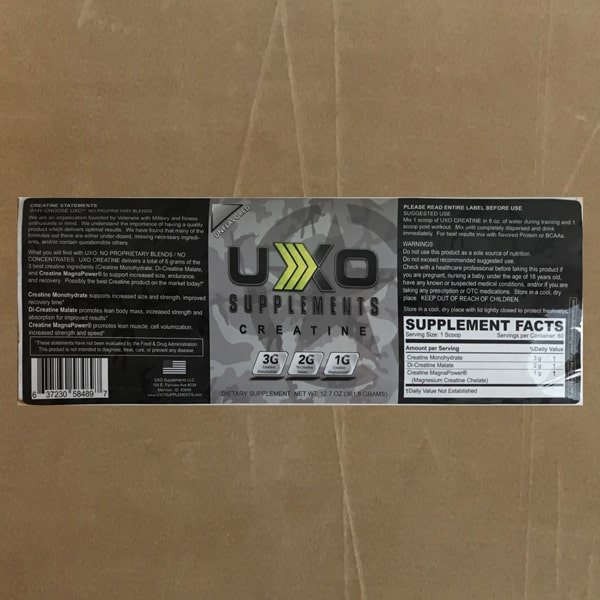 CREATINE STATEMENTS
WHY CHOOSE UXO? NO PROPRIETARY BLENDS
We are an organization founded by Veterans with Military and fitness
enthusiasts in mind. We understand the importance of having a quality
product which delivers optimal results. We have found that many of the
formulas out there are either under-dosed, missing necessary ingredi-
ents, and/or contain questionable others.
What you will find with UXO: NO PROPRIETARY BLENDS / NO
CONCENTRATES. UXO CREATINE delivers a total of 6 grams of the
3 best creatine ingredients (Creatine Monohydrate, Di-Creatine Malate,
and Creatine MagnaPower® to support increased size, endurance,
and recovery. Possibly the best Creatine product on the market today!*
Creatine Monohydrate supports increased size and strength, improved
recovery time*
Di-Creatine Malate promotes lean body mass, increased strength and
absorption for improved results*
Creatine MagnaPower® promotes lean muscle, cell volumization,
increased strength and speed*
*These statements have not been evaluated by the Food & Drug Administration.
This product is not intended to diagnose, treat, cure, or prevent any disease.
6 37230 58489 7
UXO Supplements LLC
Meridian, ID 83646
www.UXOSUPPLEMENTS.com
UNFLAVORED
UXO
SUPPLEMENTS
CREATINE
3G
Creatine
Monohydrate
2G
Di-Creatine
Malate
1G
Creatine
MagnaPower®
DIETARY SUPPLEMENT NET WT. 12.7 OZ (361.8 GRAMS)
PLEASE READ ENTIRE LABEL BEFORE USE
SUGGESTED USE
Mix 1 scoop of UXO CREATINE in 8 oz. of water during training and 1
scoop post workout. Mix until completely dispersed and drink
immediately. For best results mix with flavored Protein or BCAAs.
WARNINGS
Do not use this product as a sole source of nutrition.
Do not exceed recommended suggested use.
Check with a healthcare professional before taking this product if
you are pregnant, nursing a baby, under the age of 18 years old,
have any known or suspected medical conditions, and/or if you are
taking any prescription or OTC medications. Store in a cool, dry
place. KEEP OUT OF REACH OF CHILDREN.
Store in a cool, dry place with lid tightly closed to protect freshness.
SUPPLEMENT FACTS
Serving Size: 1 Scoop Servings per Container: 60
Amount per Serving %Daily Value
Creatine Monohydrate 3 g †
Di-Creatine Malate 2 g †
Creatine MagnaPower® 1 g †
(Magnesium Creatine Chelate)
†Daily Value Not Established